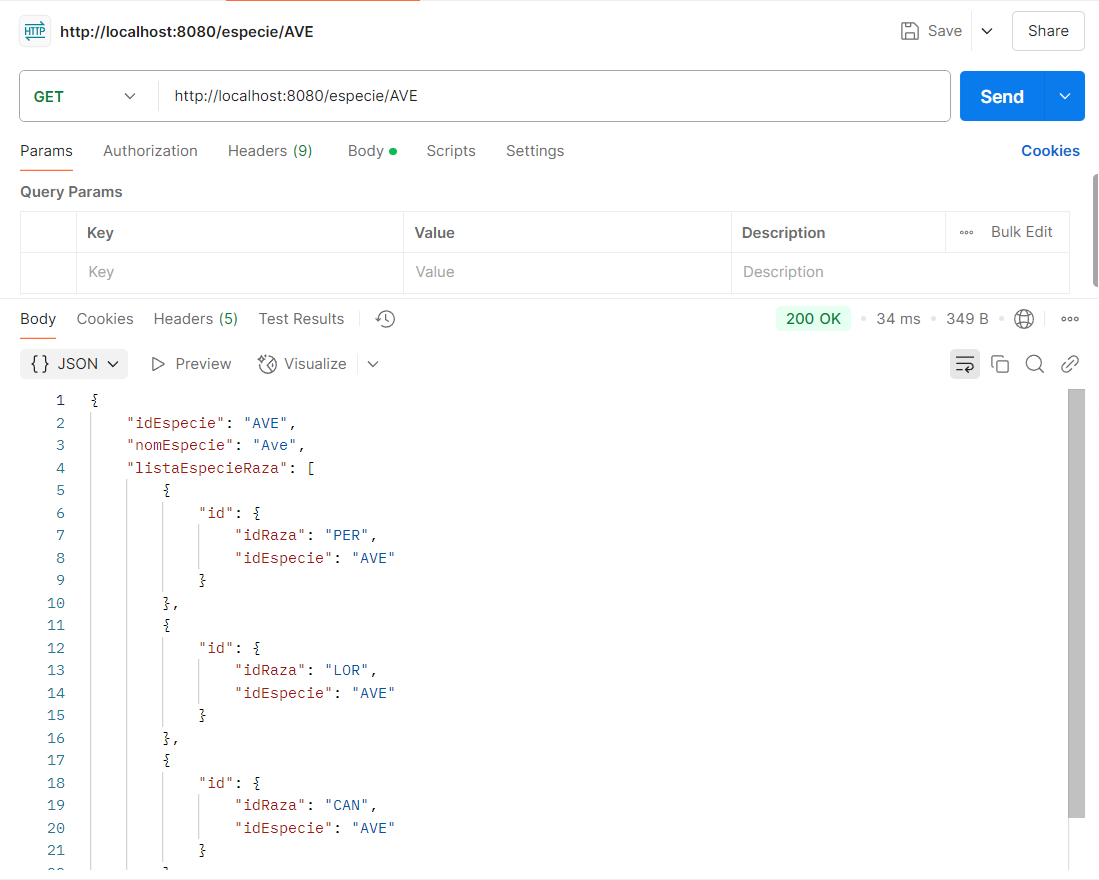 HTTP http://localhost:8080/especie/AVE Save Share
GET http://localhost:8080/especie/AVE Send
Params Authorization Headers (9) Body Scripts Settings Cookies
Query Params
Key Value Description Bulk Edit
Key Value Description
Body Cookies Headers (5) Test Results 200 OK 34 ms 349 B
{} JSON Preview Visualize
1 {
2 "idEspecie": "AVE",
3 "nomEspecie": "Ave",
4 "listaEspecieRaza": [
5 {
6 "id": {
7 "idRaza": "PER",
8 "idEspecie": "AVE"
9 }
10 },
11 {
12 "id": {
13 "idRaza": "LOR",
14 "idEspecie": "AVE"
15 }
16 },
17 {
18 "id": {
19 "idRaza": "CAN",
20 "idEspecie": "AVE"
21 }